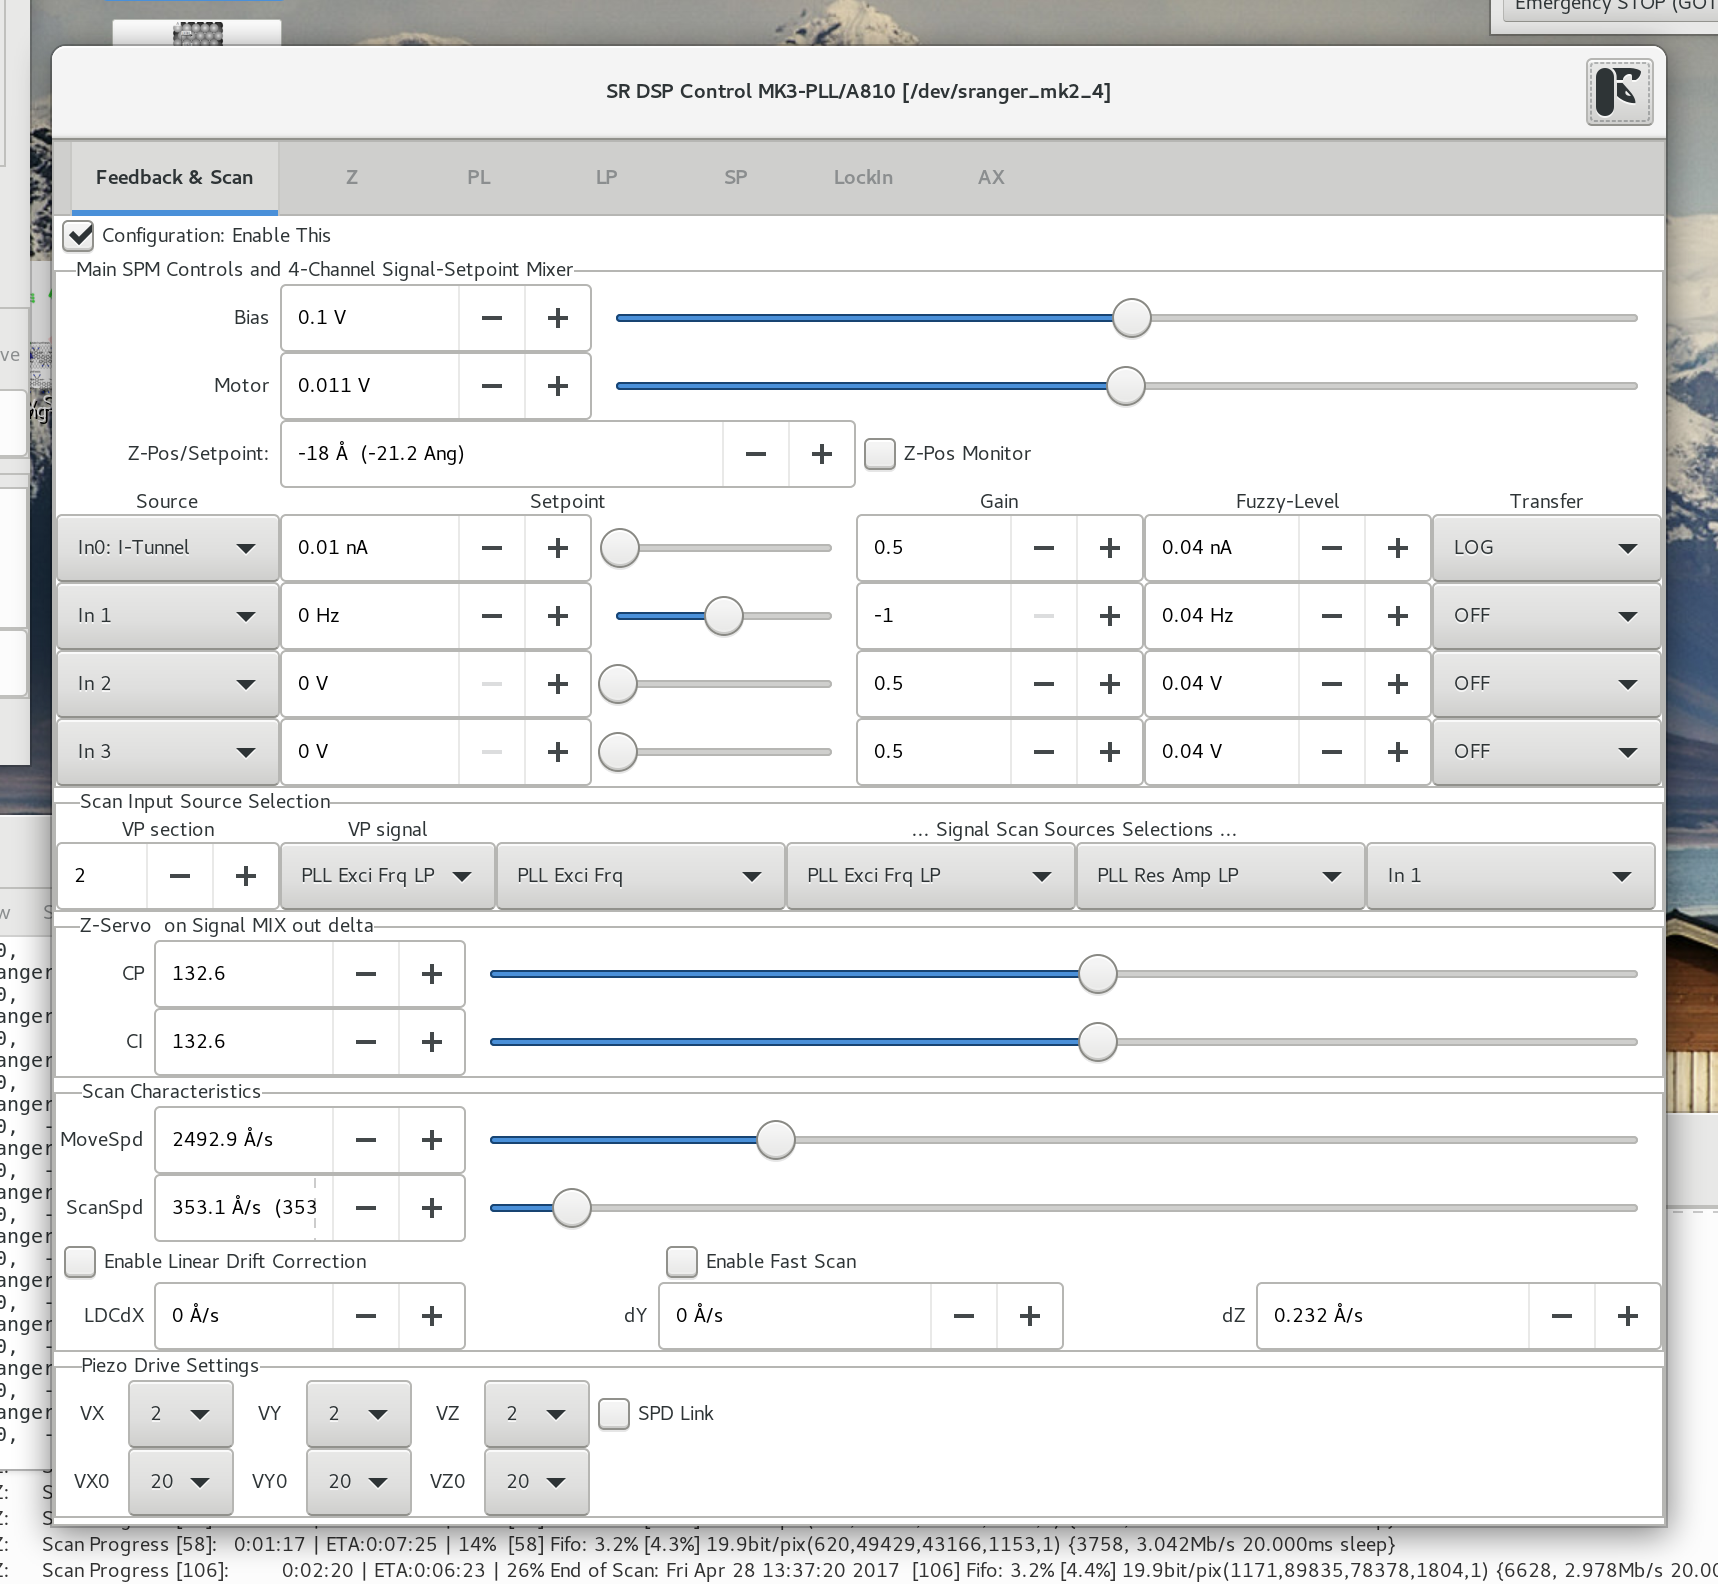 Emergency STOP (GOT
SR DSP Control MK3-PLL/A810 [/dev/sranger_mk2_4]
Feedback & Scan Z PL LP SP LockIn AX
Configuration: Enable This
Main SPM Controls and 4-Channel Signal-Setpoint Mixer
Bias 0.1 V
Motor 0.011 V
Z-Pos/Setpoint: -18 Å (-21.2 Ang) Z-Pos Monitor
Source Setpoint Gain Fuzzy-Level Transfer
In0: I-Tunnel 0.01 nA 0.5 0.04 nA LOG
In 1 0 Hz -1 0.04 Hz OFF
In 2 0 V 0.5 0.04 V OFF
In 3 0 V 0.5 0.04 V OFF
Scan Input Source Selection
VP section VP signal ... Signal Scan Sources Selections ...
2 PLL Exci Frq LP PLL Exci Frq PLL Exci Frq LP PLL Res Amp LP In 1
Z-Servo on Signal MIX out delta
CP 132.6
CI 132.6
Scan Characteristics
MoveSpd 2492.9 Å/s
ScanSpd 353.1 Å/s (353
Enable Linear Drift Correction Enable Fast Scan
LDCdX 0 Å/s dY 0 Å/s dZ 0.232 Å/s
Piezo Drive Settings
VX 2 VY 2 VZ 2 SPD Link
VX0 20 VY0 20 VZ0 20
Scan Progress [58]: 0:01:17 | ETA:0:07:25 | 14% [58] Fifo: 3.2% [4.3%] 19.9bit/pix(620,49429,43166,1153,1) {3758, 3.042Mb/s 20.000ms sleep}
Scan Progress [106]: 0:02:20 | ETA:0:06:23 | 26% End of Scan: Fri Apr 28 13:37:20 2017 [106] Fifo: 3.2% [4.4%] 19.9bit/pix(1171,89835,78378,1804,1) {6628, 2.978Mb/s 20.00